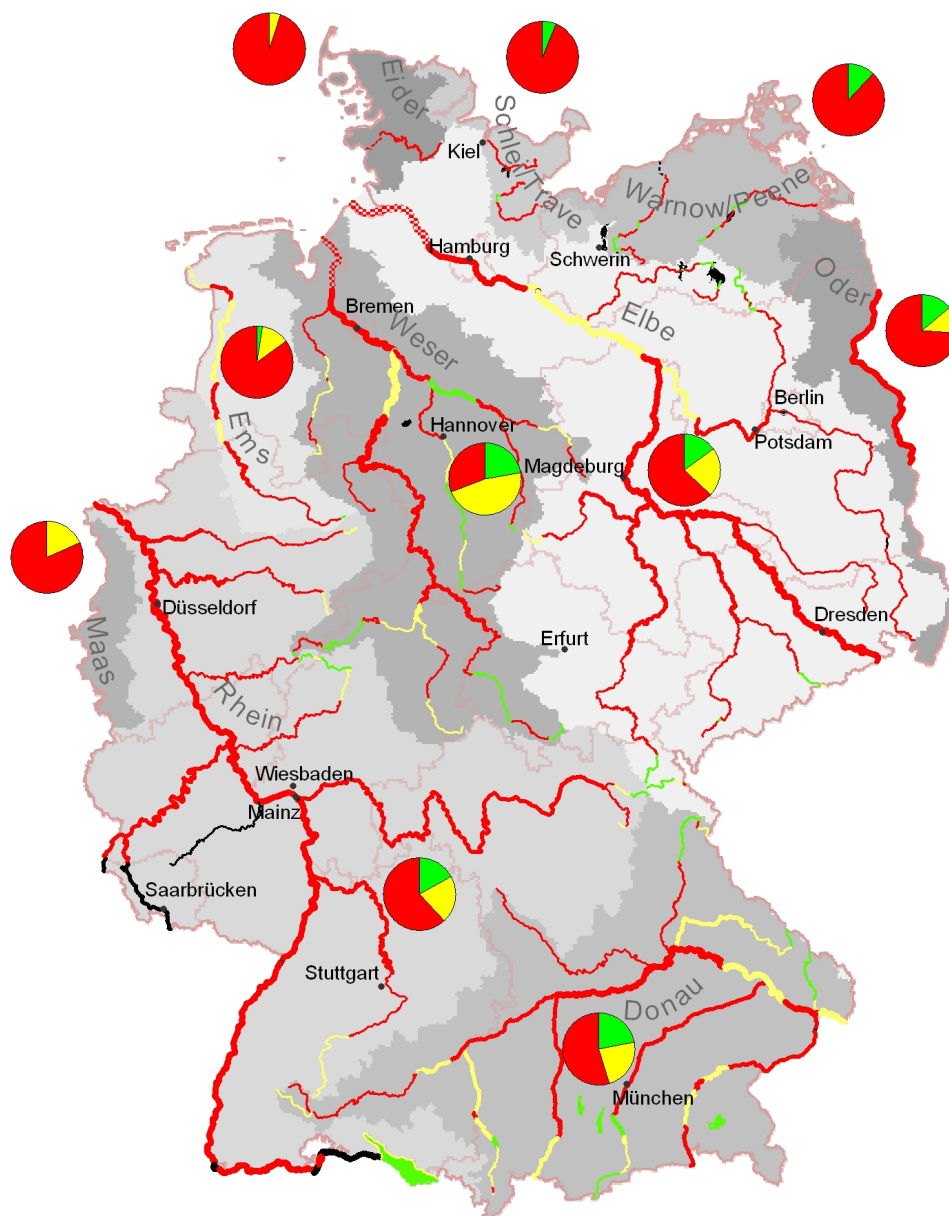 Eider
Schlei/Trave
Kiel
Warnow/Peene
Hamburg
Schwerin
Oder
Bremen
Weser
Elbe
Berlin
Ems
Hannover
Potsdam
Magdeburg
Düsseldorf
Dresden
Maas
Erfurt
Rhein
Wiesbaden
Mainz
Saarbrücken
Stuttgart
Donau
München